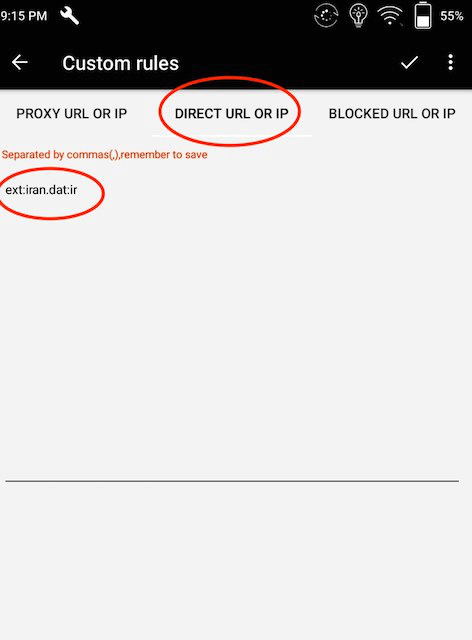 9:15 PM 55%
Custom rules
PROXY URL OR IP DIRECT URL OR IP BLOCKED URL OR IP
Separated by commas(,),remember to save
ext:iran.dat:ir